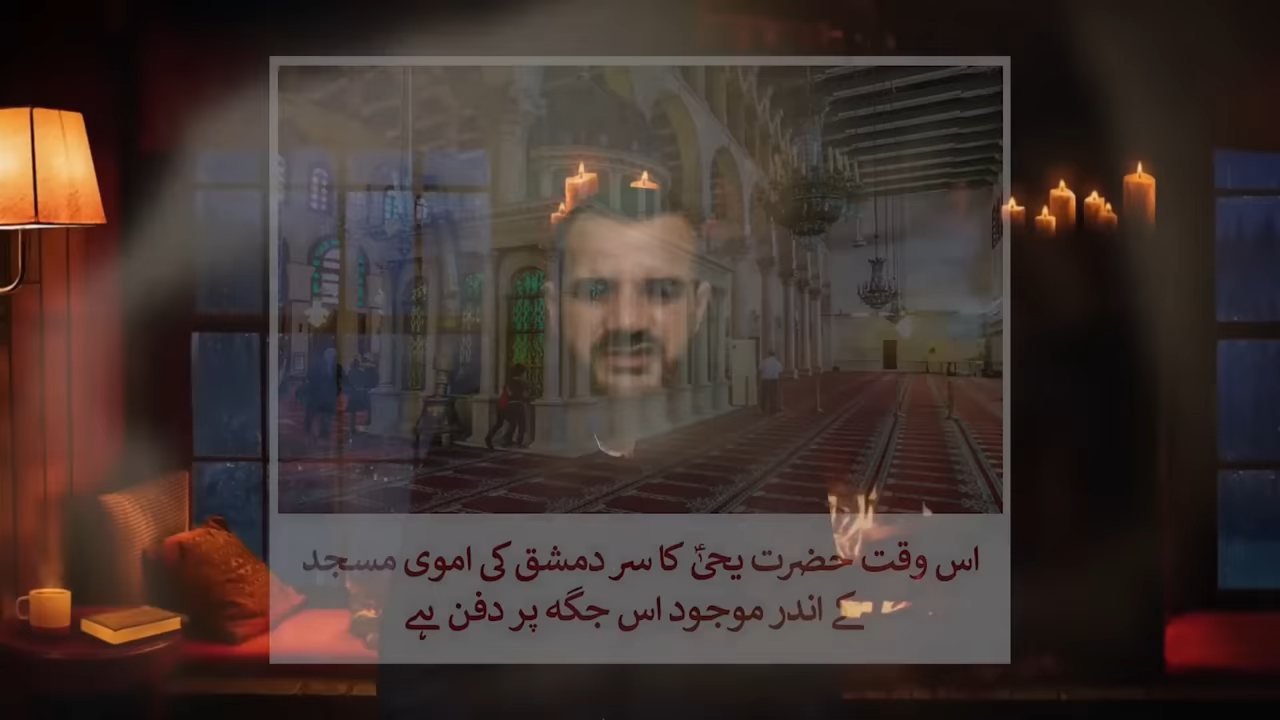 اس وقت حضرت یحیٰؑ کا سر دمشق کی اموی مسجد
کے اندر موجود اس جگہ پر دفن ہے